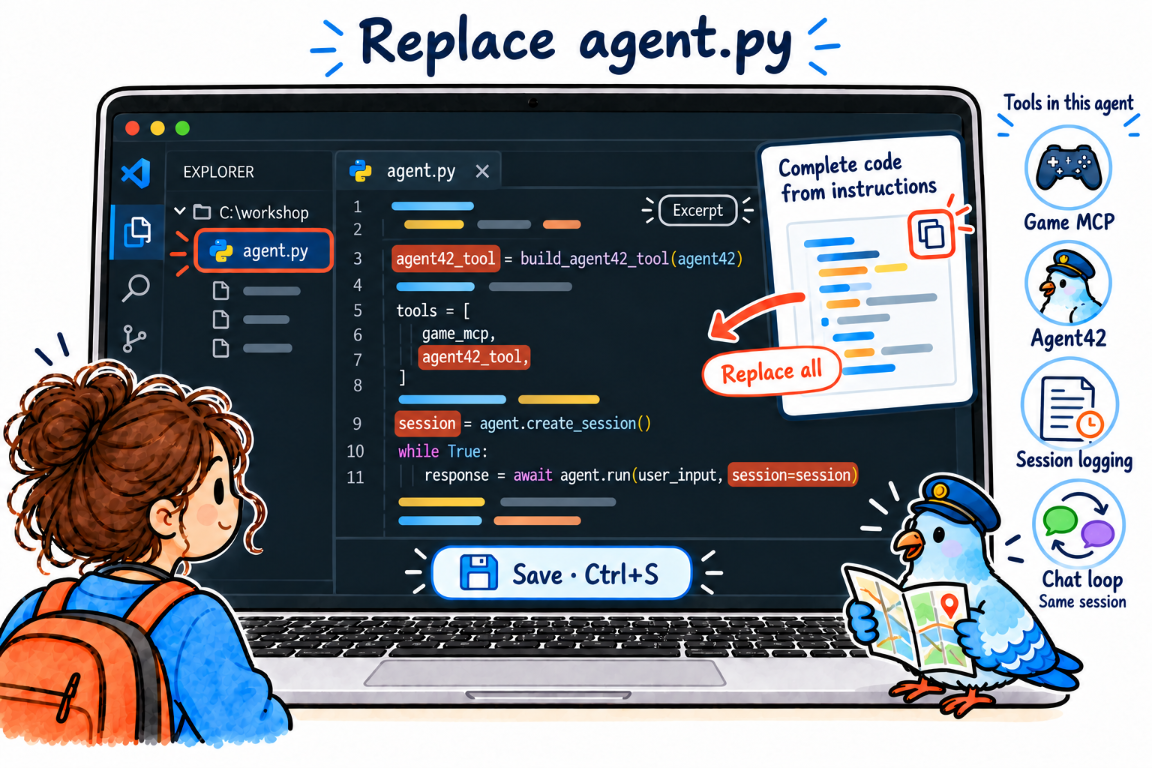 Replace agent.py
EXPLORER
C:\workshop
agent.py
agent.py
Excerpt
1
2
3 agent42_tool = build_agent42_tool(agent42)
4
5 tools = [
6 game_mcp,
7 agent42_tool,
8 ]
9 session = agent.create_session()
10 while True:
11 response = await agent.run(user_input, session=session)
Save · Ctrl+S
Complete code
from instructions
Replace all
Tools in this agent
Game MCP
Agent42
Session logging
Chat loop
Same session